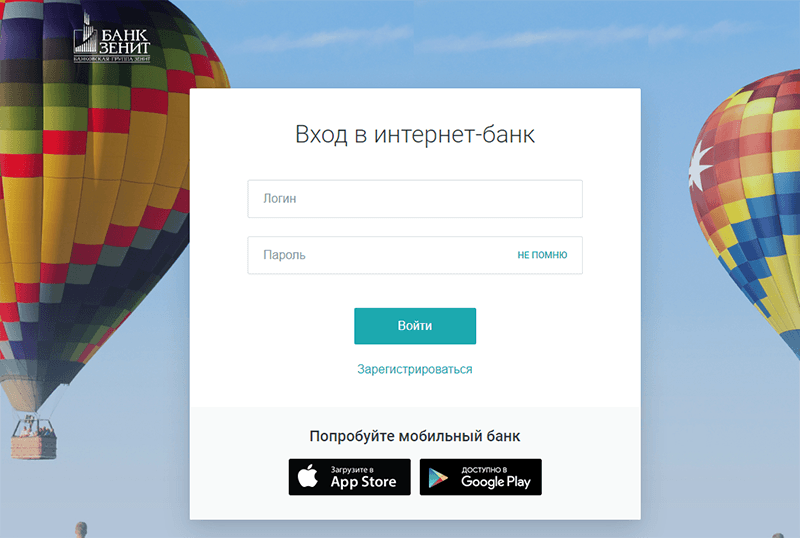 БАНК
ЗЕНИТ
БАНКОВСКАЯ ГРУППА ЗЕНИТ
Вход в интернет-банк
Логин
Пароль
НЕ ПОМНЮ
Войти
Зарегистрироваться
Попробуйте мобильный банк
Загрузите в
App Store
ДОСТУПНО В
Google Play